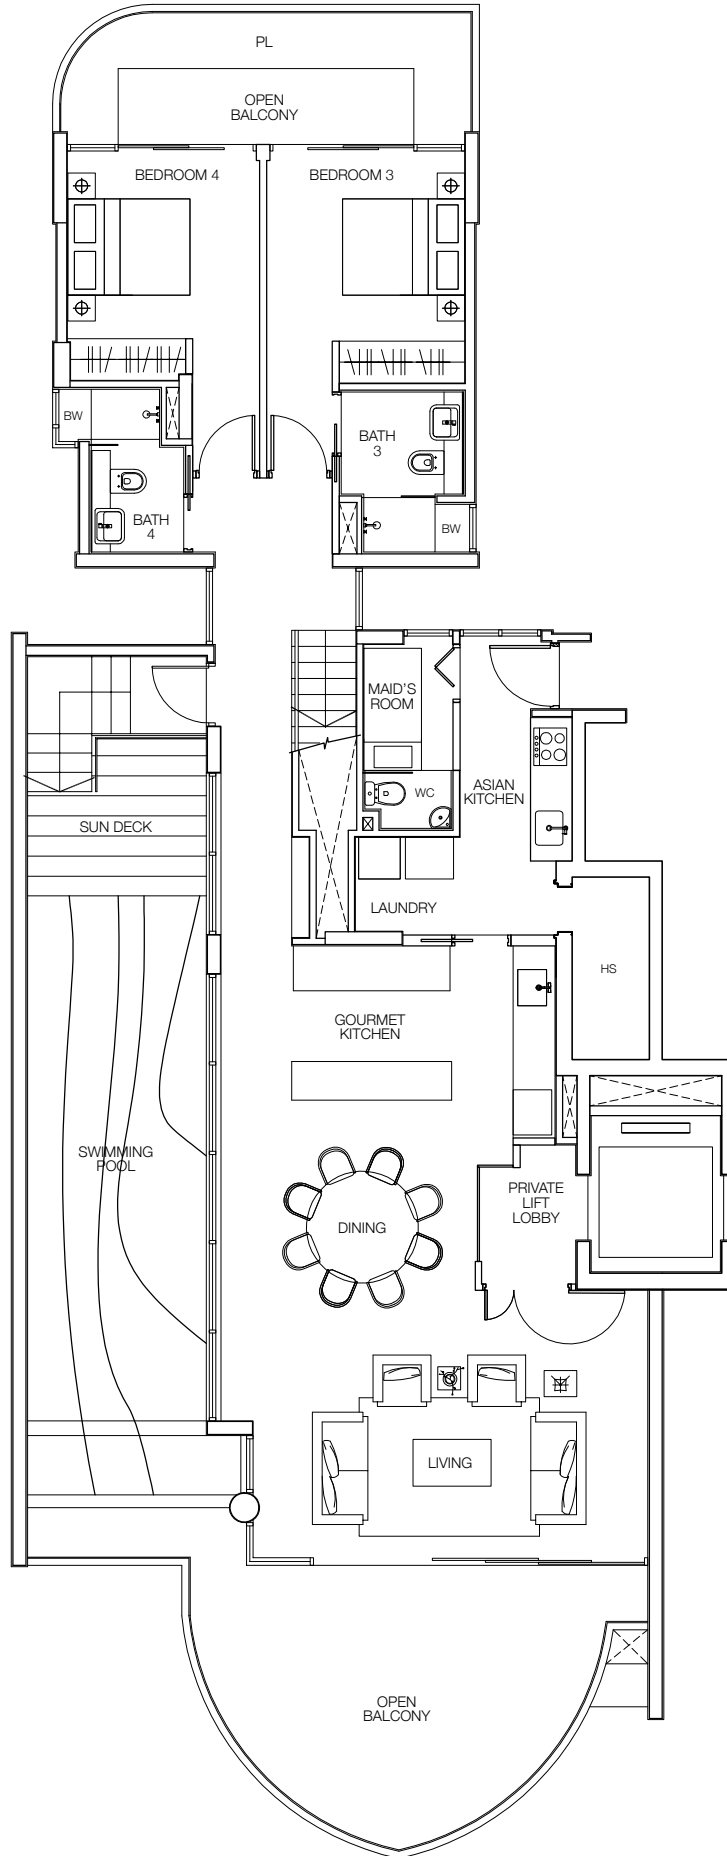 PL
OPEN
BALCONY
BEDROOM 4
BEDROOM 3
BW
BATH
3
BATH
4
BW
MAID'S
ROOM
ASIAN
KITCHEN
WC
SUN DECK
LAUNDRY
HS
GOURMET
KITCHEN
SWIMMING
POOL
PRIVATE
LIFT
LOBBY
DINING
LIVING
OPEN
BALCONY